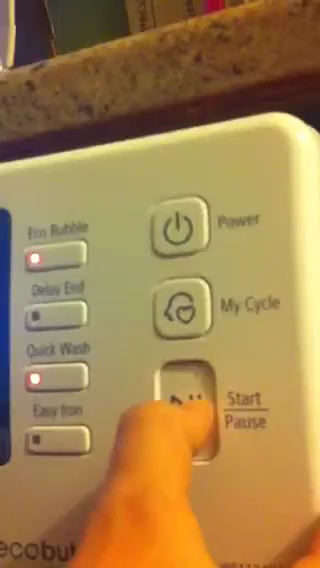 Eco Bubble
Power
Delay End
My Cycle
Quick Wash
Start
Pause
Easy Iron
ecobu